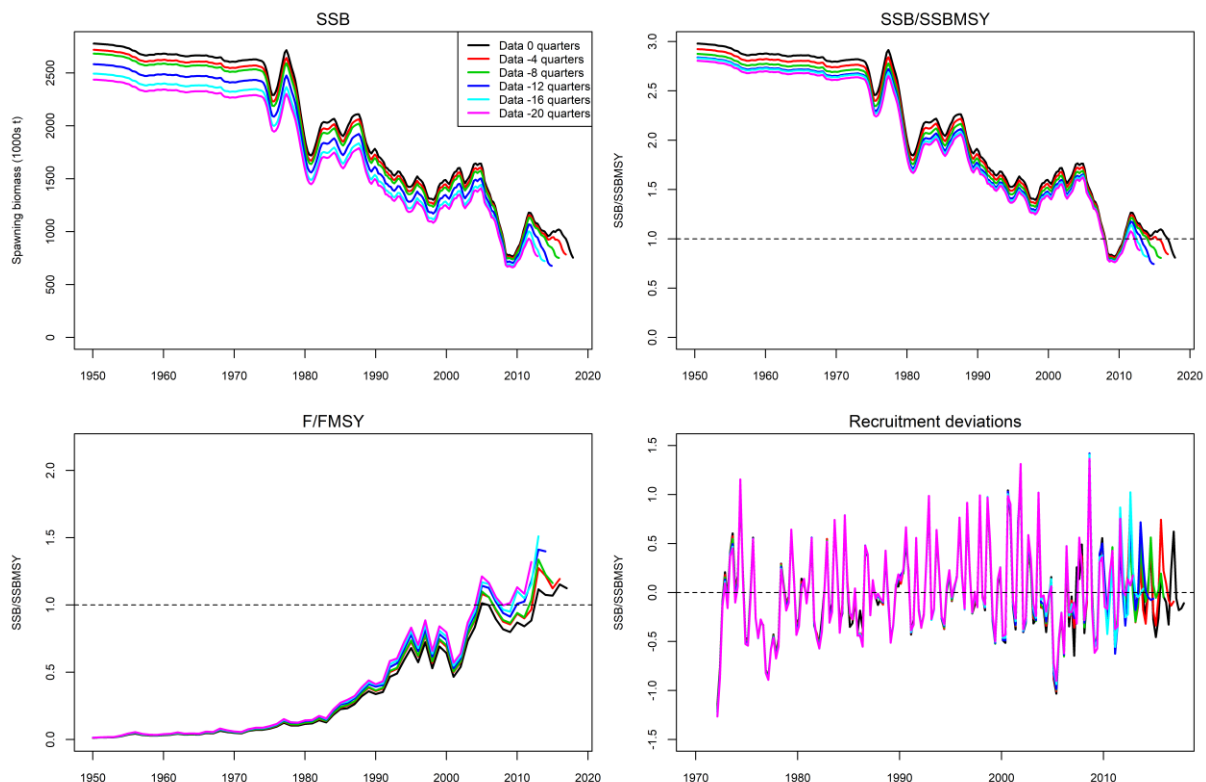 SSB
Spawning biomass (1000s t)
2500
2000
1500
1000
500
0
Data 0 quarters
Data -4 quarters
Data -8 quarters
Data -12 quarters
Data -16 quarters
Data -20 quarters
1950 1960 1970 1980 1990 2000 2010 2020
SSB/SSBMSY
SSB/SBMSY
3.0
2.5
2.0
1.5
1.0
0.5
0.0
1950 1960 1970 1980 1990 2000 2010 2020
F/FMSY
SSB/SSBMSY
2.0
1.5
1.0
0.5
0.0
1950 1960 1970 1980 1990 2000 2010 2020
Recruitment deviations
SSB/SSBMSY
1.5
1.0
0.5
0.0
-0.5
-1.0
-1.5
1970 1980 1990 2000 2010